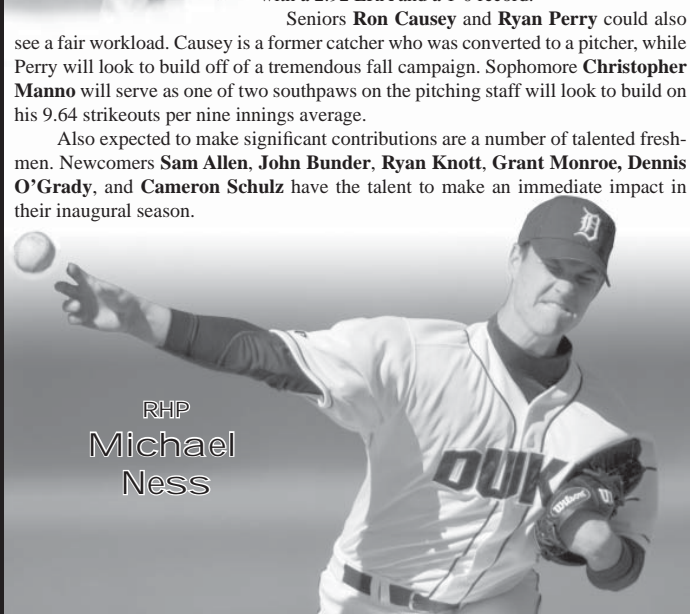 Seniors Ron Causey and Ryan Perry could also
see a fair workload. Causey is a former catcher who was converted to a pitcher, while
Perry will look to build off of a tremendous fall campaign. Sophomore Christopher
Manno will serve as one of two southpaws on the pitching staff will look to build on
his 9.64 strikeouts per nine innings average.
Also expected to make significant contributions are a number of talented fresh-
men. Newcomers Sam Allen, John Bunder, Ryan Knott, Grant Monroe, Dennis
O’Grady, and Cameron Schulz have the talent to make an immediate impact in
their inaugural season.
D
RHP
Michael
Ness
DUK
Wilson